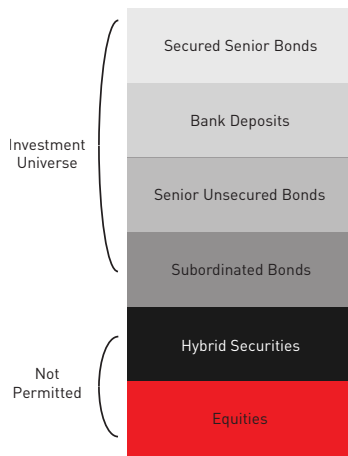 Secured Senior Bonds
Bank Deposits
Investment
Universe
Senior Unsecured Bonds
Subordinated Bonds
Hybrid Securities
Not
Permitted
Equities